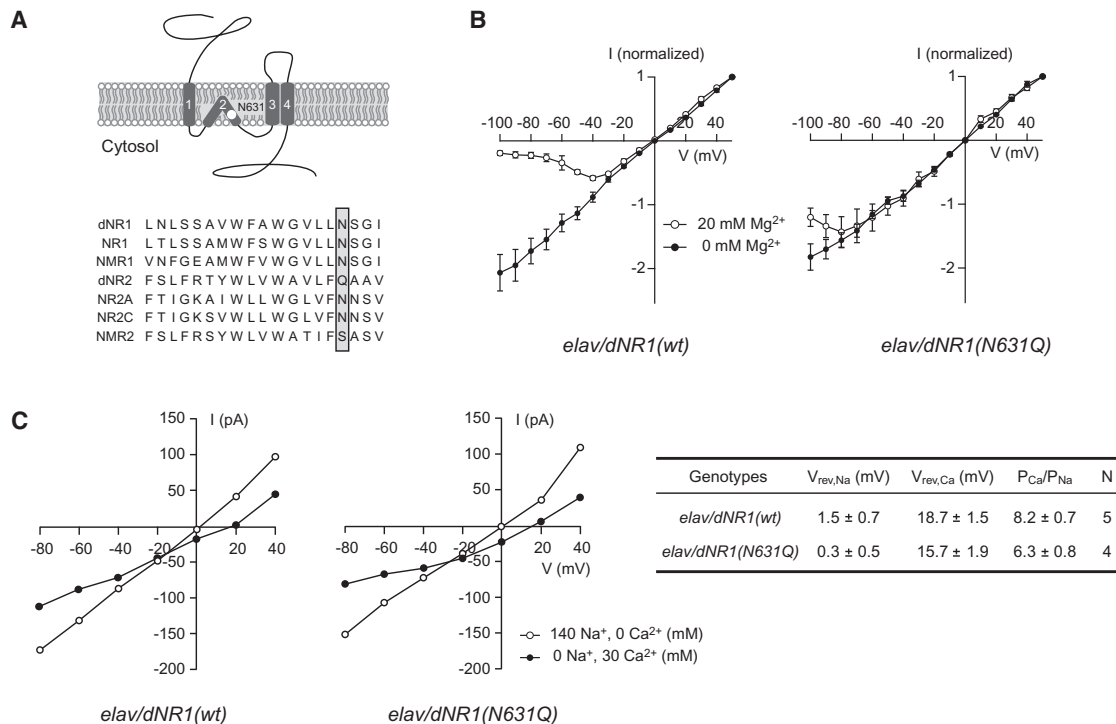 A
1
2
N631
3
4
Cytosol
dNR1 L N L S S A V W F A W G V L L N S G I
NR1 L T L S S A M W F S W G V L L N S G I
NMR1 V N F G E A M W F V W G V L L N S G I
dNR2 F S L F R T Y W L V W A V L F Q A A V
NR2A F T I G K A I W L L W G L V F N N S V
NR2C F T I G K S V W L L W G L V F N N S V
NMR2 F S L F R S Y W L V W A T I F S A S V
B
I (normalized)
1
-100 -80 -60 -40 -20 20 40
V (mV)
-1
-2
20 mM Mg2+
0 mM Mg2+
elav/dNR1(wt)
I (normalized)
1
-100 -80 -60 -40 -20 20 40
V (mV)
-1
-2
elav/dNR1(N631Q)
C
150
I (pA)
100
50
-80 -60 -40 -20 0 20 40
-50
-100
-150
-200
elav/dNR1(wt)
150
I (pA)
100
50
-80 -60 -40 -20 0 20 40
V (mV)
-50
-100
-150
-200
140 Na+, 0 Ca2+ (mM)
0 Na+, 30 Ca2+ (mM)
elav/dNR1(N631Q)
Genotypes Vrev,Na (mV) Vrev,Ca (mV) PCa/PNa N
elav/dNR1(wt) 1.5 ± 0.7 18.7 ± 1.5 8.2 ± 0.7 5
elav/dNR1(N631Q) 0.3 ± 0.5 15.7 ± 1.9 6.3 ± 0.8 4